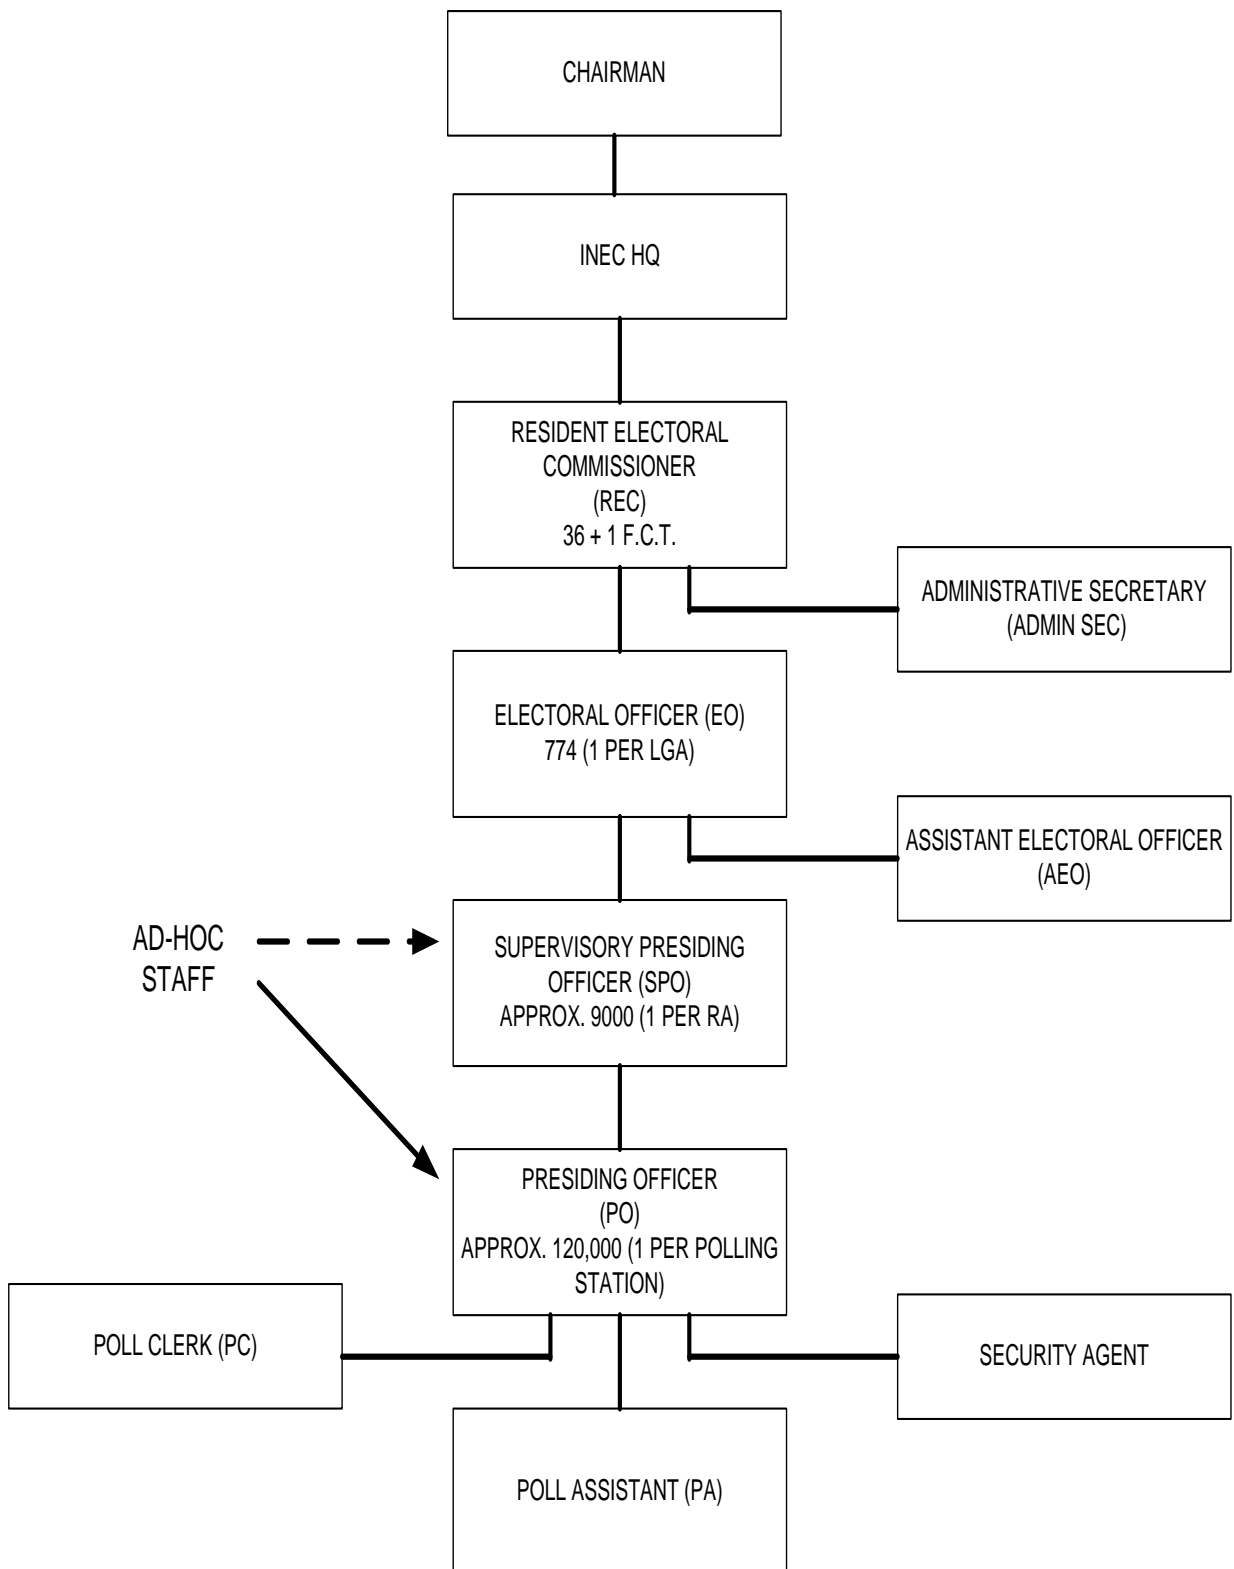 CHAIRMAN
INEC HQ
RESIDENT ELECTORAL
COMMISSIONER
(REC)
36 + 1 F.C.T.
ADMINISTRATIVE SECRETARY
(ADMIN SEC)
ELECTORAL OFFICER (EO)
774 (1 PER LGA)
ASSISTANT ELECTORAL OFFICER
(AEO)
AD-HOC
STAFF
SUPERVISORY PRESIDING
OFFICER (SPO)
APPROX. 9000 (1 PER RA)
PRESIDING OFFICER
(PO)
APPROX. 120,000 (1 PER POLLING
STATION)
POLL CLERK (PC)
SECURITY AGENT
POLL ASSISTANT (PA)